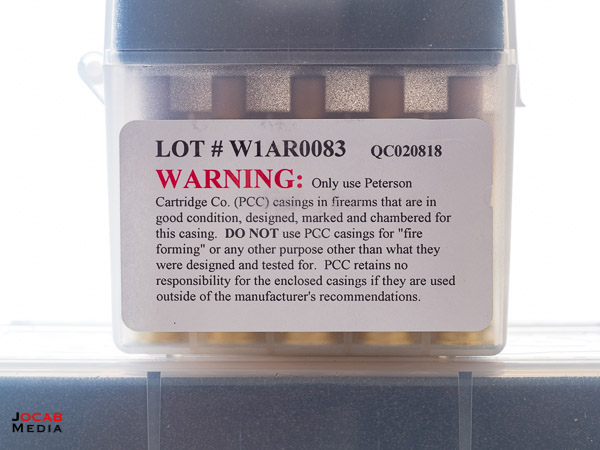 LOT # W1AR0083 QC020818
WARNING: Only use Peterson
Cartridge Co. (PCC) casings in firearms that are in
good condition, designed, marked and chambered for
this casing. DO NOT use PCC casings for "fire
forming" or any other purpose other than what they
were designed and tested for. PCC retains no
responsibility for the enclosed casings if they are used
outside of the manufacturer's recommendations.
JOCAB
MEDIA